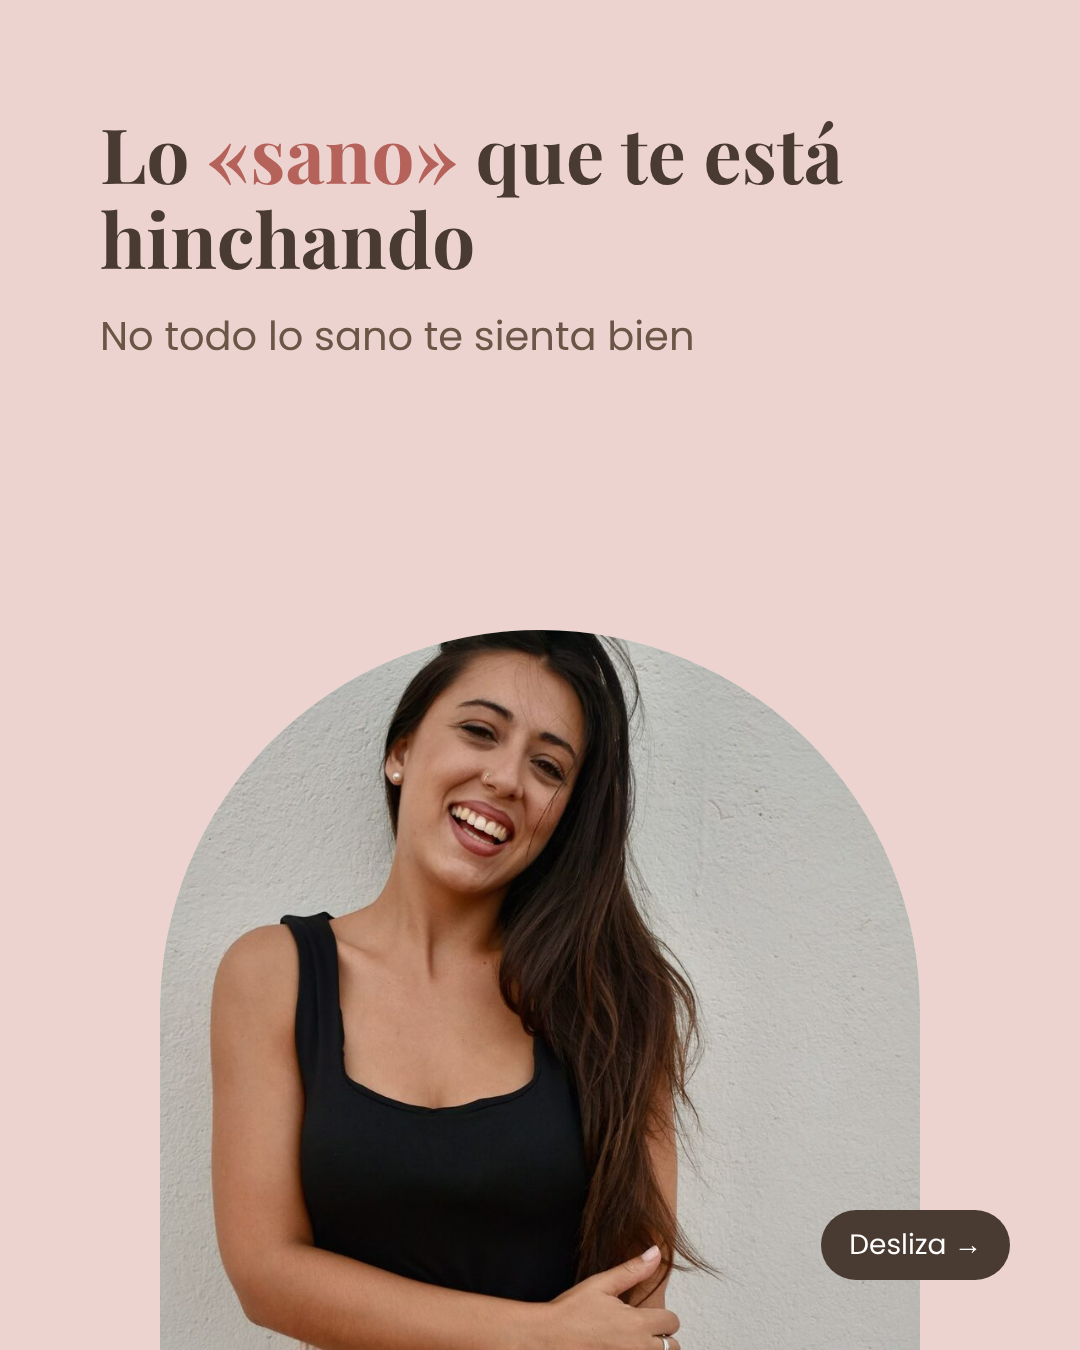 Lo «sano» que te está
hinchando
No todo lo sano te sienta bien
Desliza →